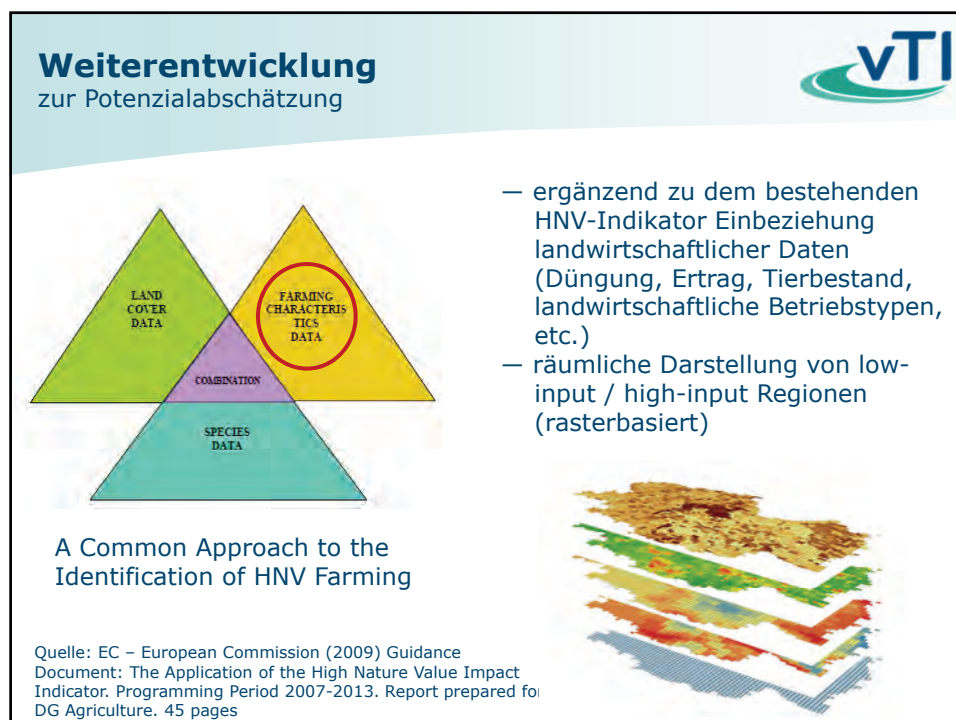 Weiterentwicklung
zur Potenzialabschätzung
vTI
LAND
COVER
DATA
FARMING
CHARACTERIS
TICS
DATA
COMBINATION
SPECIES
DATA
A Common Approach to the
Identification of HNV Farming
— ergänzend zu dem bestehenden
HNV-Indikator Einbeziehung
landwirtschaftlicher Daten
(Düngung, Ertrag, Tierbestand,
landwirtschaftliche Betriebstypen,
etc.)
— räumliche Darstellung von low-
input / high-input Regionen
(rasterbasiert)
Quelle: EC – European Commission (2009) Guidance
Document: The Application of the High Nature Value Impact
Indicator. Programming Period 2007-2013. Report prepared for
DG Agriculture. 45 pages